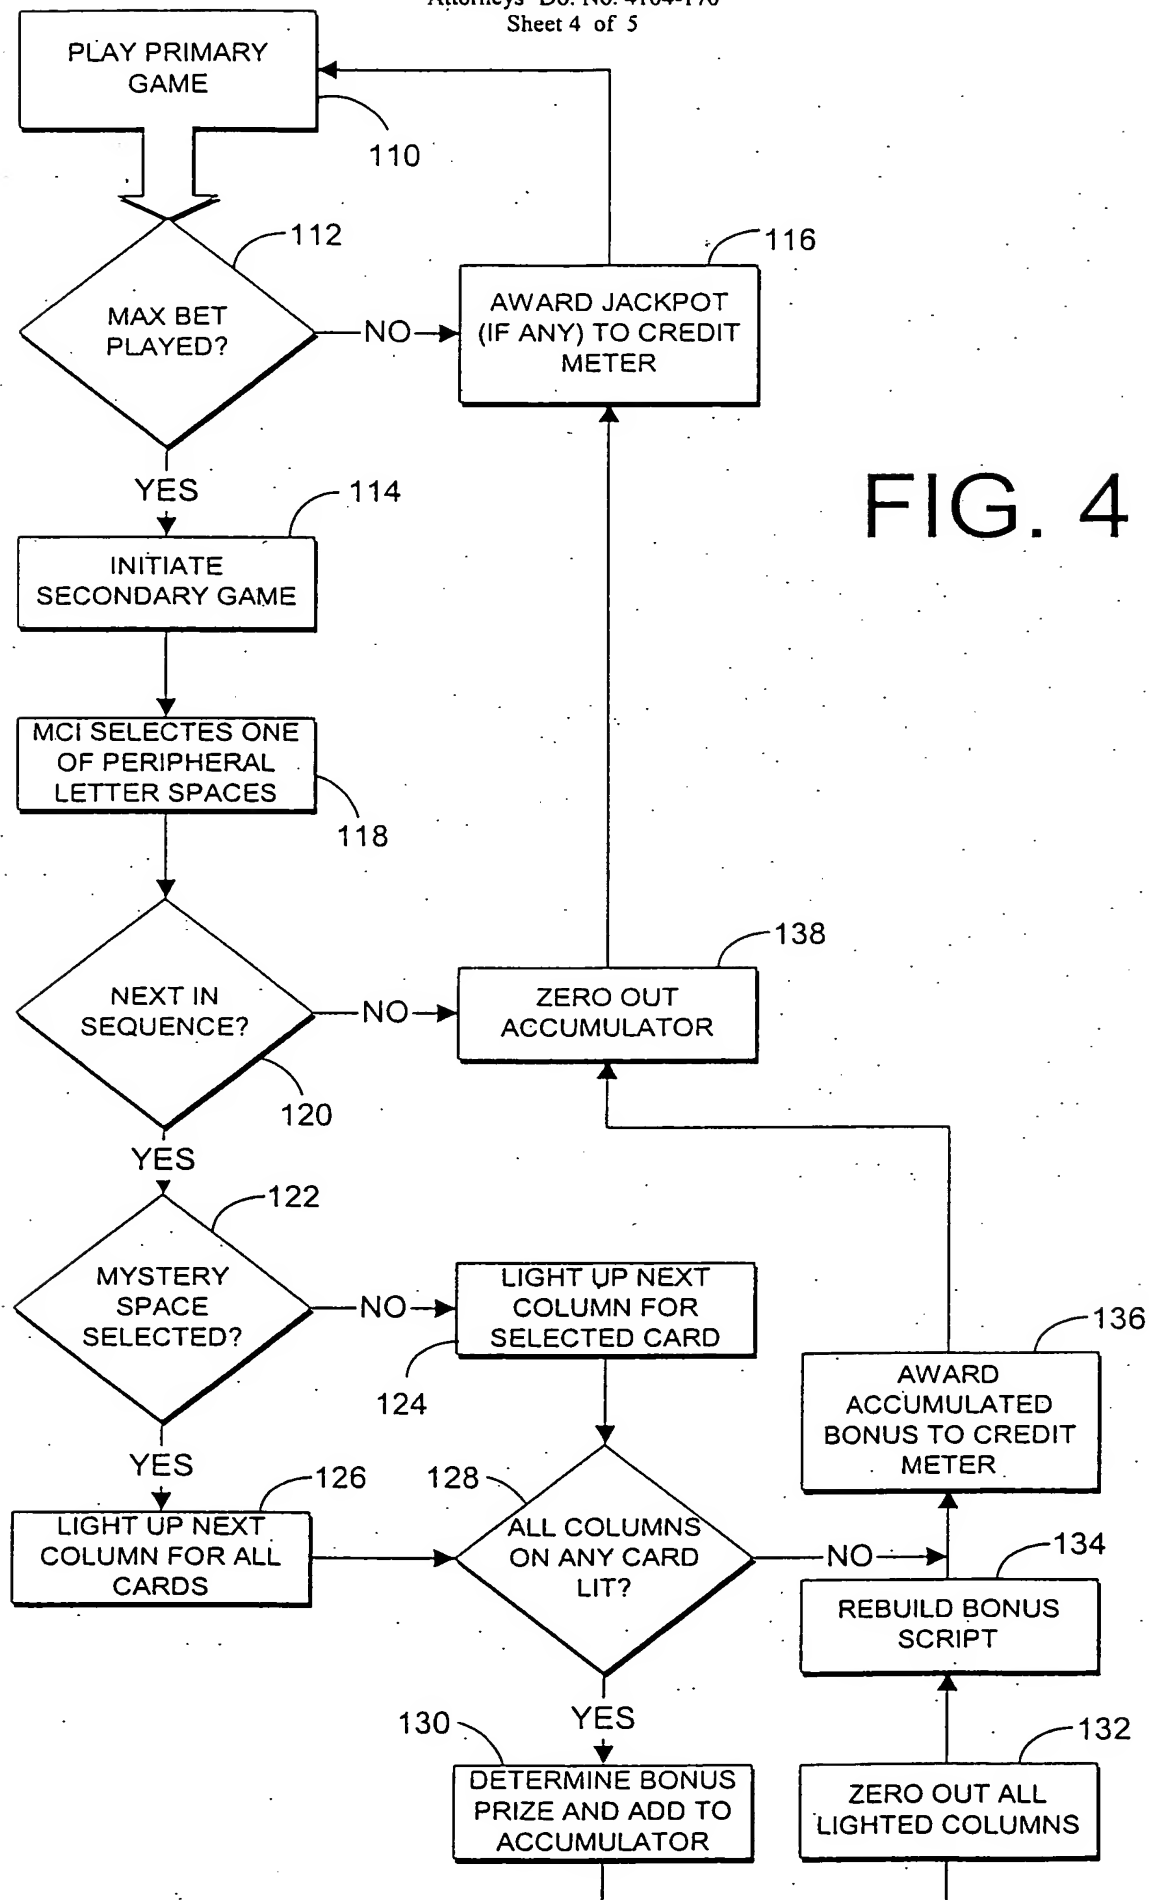 Sheet 4 of 5
PLAY PRIMARY
GAME
110
112
116
MAX BET
PLAYED?
NO
AWARD JACKPOT
(IF ANY) TO CREDIT
METER
YES
FIG. 4
114
INITIATE
SECONDARY GAME
MCI SELECTES ONE
OF PERIPHERAL
LETTER SPACES
118
138
NEXT IN
SEQUENCE?
NO
ZERO OUT
ACCUMULATOR
120
YES
122
MYSTERY
SPACE
SELECTED?
NO
LIGHT UP NEXT
COLUMN FOR
SELECTED CARD
124
136
AWARD
ACCUMULATED
BONUS TO CREDIT
METER
YES
126
128
LIGHT UP NEXT
COLUMN FOR ALL
CARDS
ALL COLUMNS
ON ANY CARD
LIT?
NO
134
REBUILD BONUS
SCRIPT
YES
130
132
DETERMINE BONUS
PRIZE AND ADD TO
ACCUMULATOR
ZERO OUT ALL
LIGHTED COLUMNS